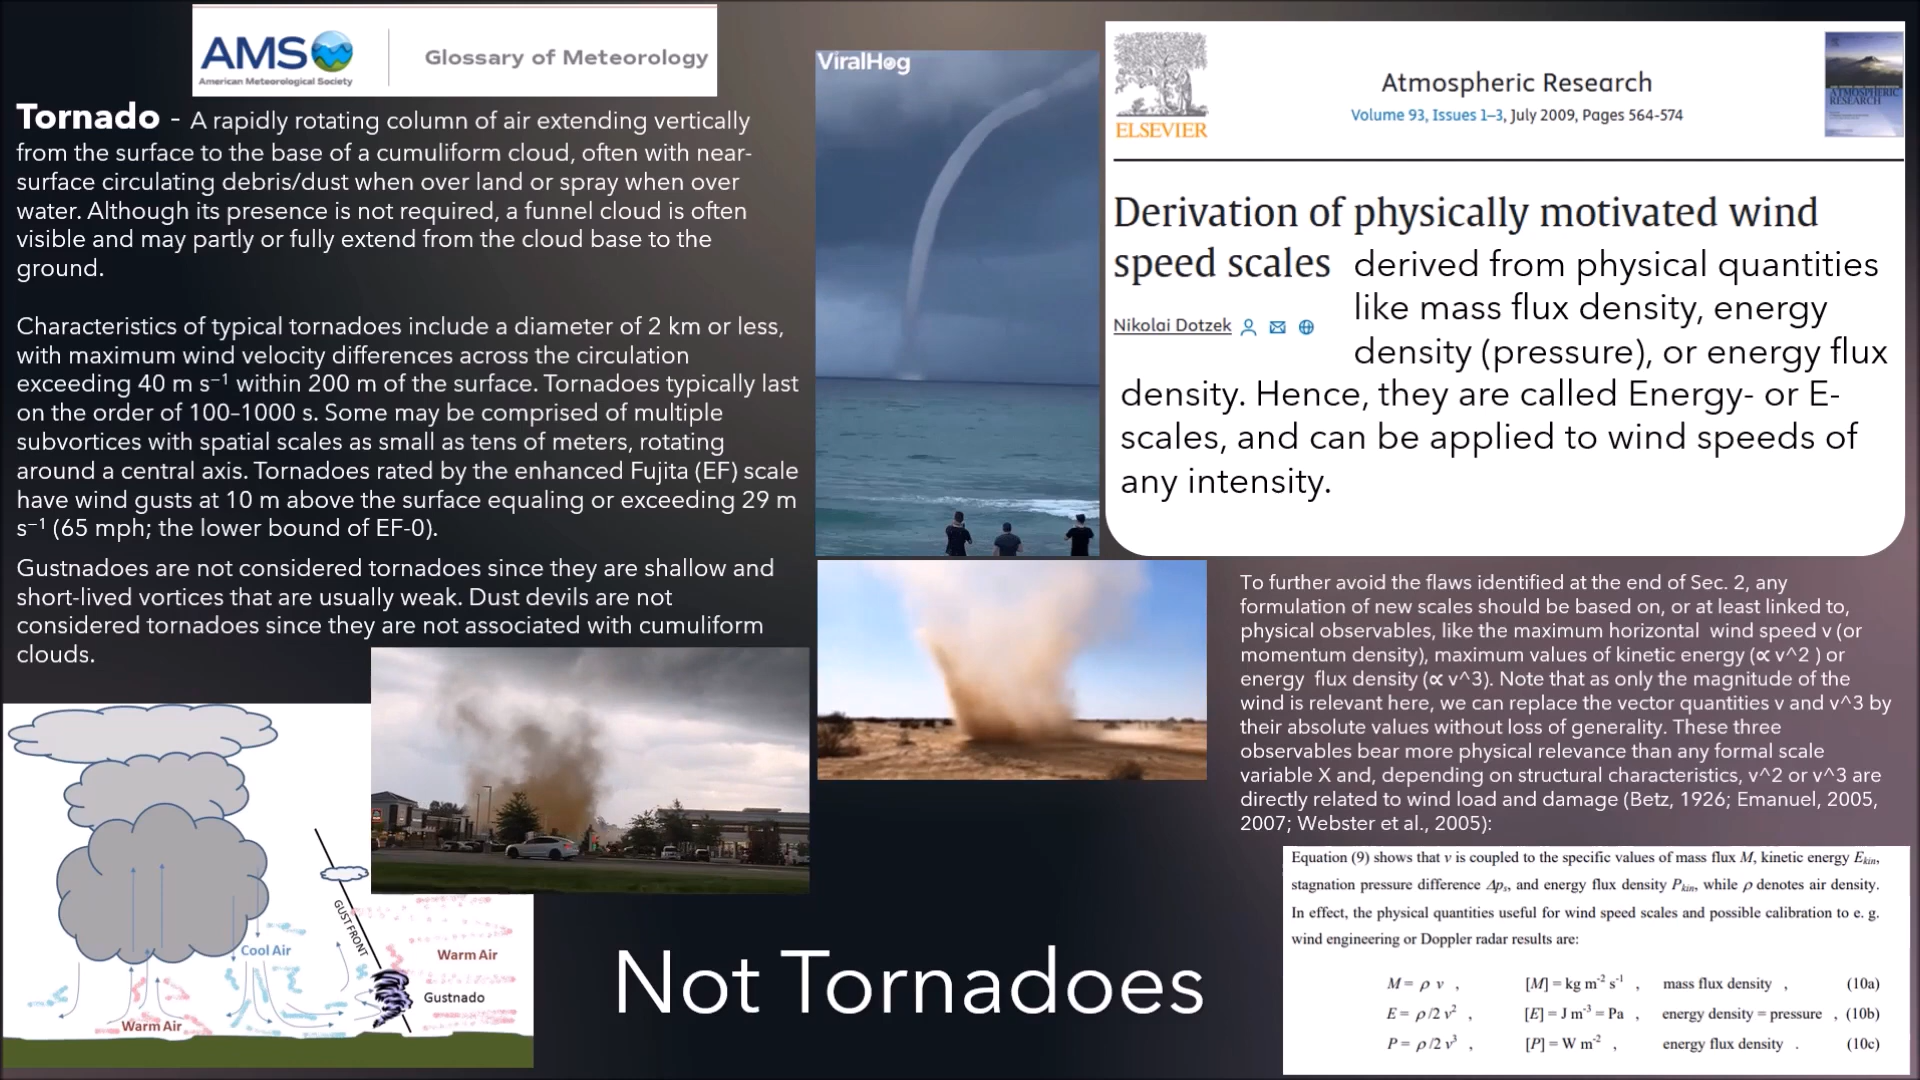 AMS
American Meteorological Society
Glossary of Meteorology
Tornado - A rapidly rotating column of air extending vertically
from the surface to the base of a cumuliform cloud, often with near-
surface circulating debris/dust when over land or spray when over
water. Although its presence is not required, a funnel cloud is often
visible and may partly or fully extend from the cloud base to the
ground.
Characteristics of typical tornadoes include a diameter of 2 km or less,
with maximum wind velocity differences across the circulation
exceeding 40 m s⁻¹ within 200 m of the surface. Tornadoes typically last
on the order of 100–1000 s. Some may be comprised of multiple
subvortices with spatial scales as small as tens of meters, rotating
around a central axis. Tornadoes rated by the enhanced Fujita (EF) scale
have wind gusts at 10 m above the surface equaling or exceeding 29 m
s⁻¹ (65 mph; the lower bound of EF-0).
Gustnadoes are not considered tornadoes since they are shallow and
short-lived vortices that are usually weak. Dust devils are not
considered tornadoes since they are not associated with cumuliform
clouds.
GUST FRONT
Cool Air
Warm Air
Gustnado
Warm Air
ViralHog
Not Tornadoes
ELSEVIER
Atmospheric Research
Volume 93, Issues 1–3, July 2009, Pages 564-574
ATMOSPHERIC
RESEARCH
Derivation of physically motivated wind
speed scales
Nikolai Dotzek
derived from physical quantities
like mass flux density, energy
density (pressure), or energy flux
density. Hence, they are called Energy- or E-
scales, and can be applied to wind speeds of
any intensity.
To further avoid the flaws identified at the end of Sec. 2, any
formulation of new scales should be based on, or at least linked to,
physical observables, like the maximum horizontal wind speed v (or
momentum density), maximum values of kinetic energy (∝ v^2 ) or
energy flux density (∝ v^3). Note that as only the magnitude of the
wind is relevant here, we can replace the vector quantities v and v^3 by
their absolute values without loss of generality. These three
observables bear more physical relevance than any formal scale
variable X and, depending on structural characteristics, v^2 or v^3 are
directly related to wind load and damage (Betz, 1926; Emanuel, 2005,
2007; Webster et al., 2005):
Equation (9) shows that v is coupled to the specific values of mass flux M, kinetic energy Eₖᵢₙ,
stagnation pressure difference Δpₛ, and energy flux density Pₖᵢₙ, while ρ denotes air density.
In effect, the physical quantities useful for wind speed scales and possible calibration to e. g.
wind engineering or Doppler radar results are:
M = ρ v , [M] = kg m⁻² s⁻¹ , mass flux density , (10a)
E = ρ/2 v² , [E] = J m⁻³ = Pa , energy density = pressure , (10b)
P = ρ/2 v³ , [P] = W m⁻² , energy flux density . (10c)